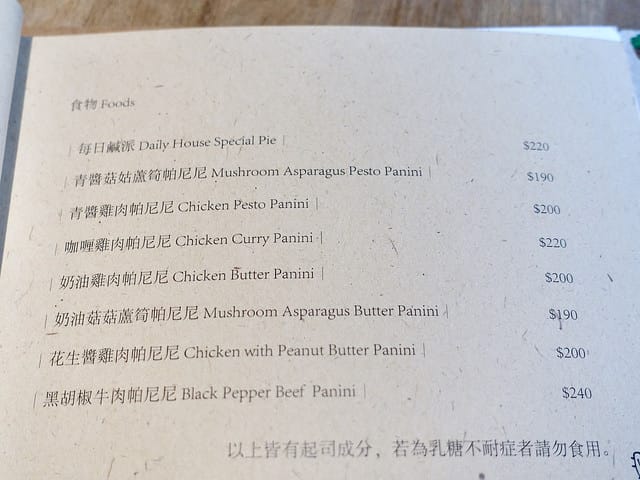 食物 Foods
| 每日鹹派 Daily House Special Pie | $220
| 青醬菇姑蘆筍帕尼尼 Mushroom Asparagus Pesto Panini | $190
| 青醬雞肉帕尼尼 Chicken Pesto Panini | $200
| 咖喱雞肉帕尼尼 Chicken Curry Panini | $220
| 奶油雞肉帕尼尼 Chicken Butter Panini | $200
| 奶油菇菇蘆筍帕尼尼 Mushroom Asparagus Butter Panini | $190
| 花生醬雞肉帕尼尼 Chicken with Peanut Butter Panini | $200
| 黑胡椒牛肉帕尼尼 Black Pepper Beef Panini | $240
以上皆有起司成分，若為乳糖不耐症者請勿食用。